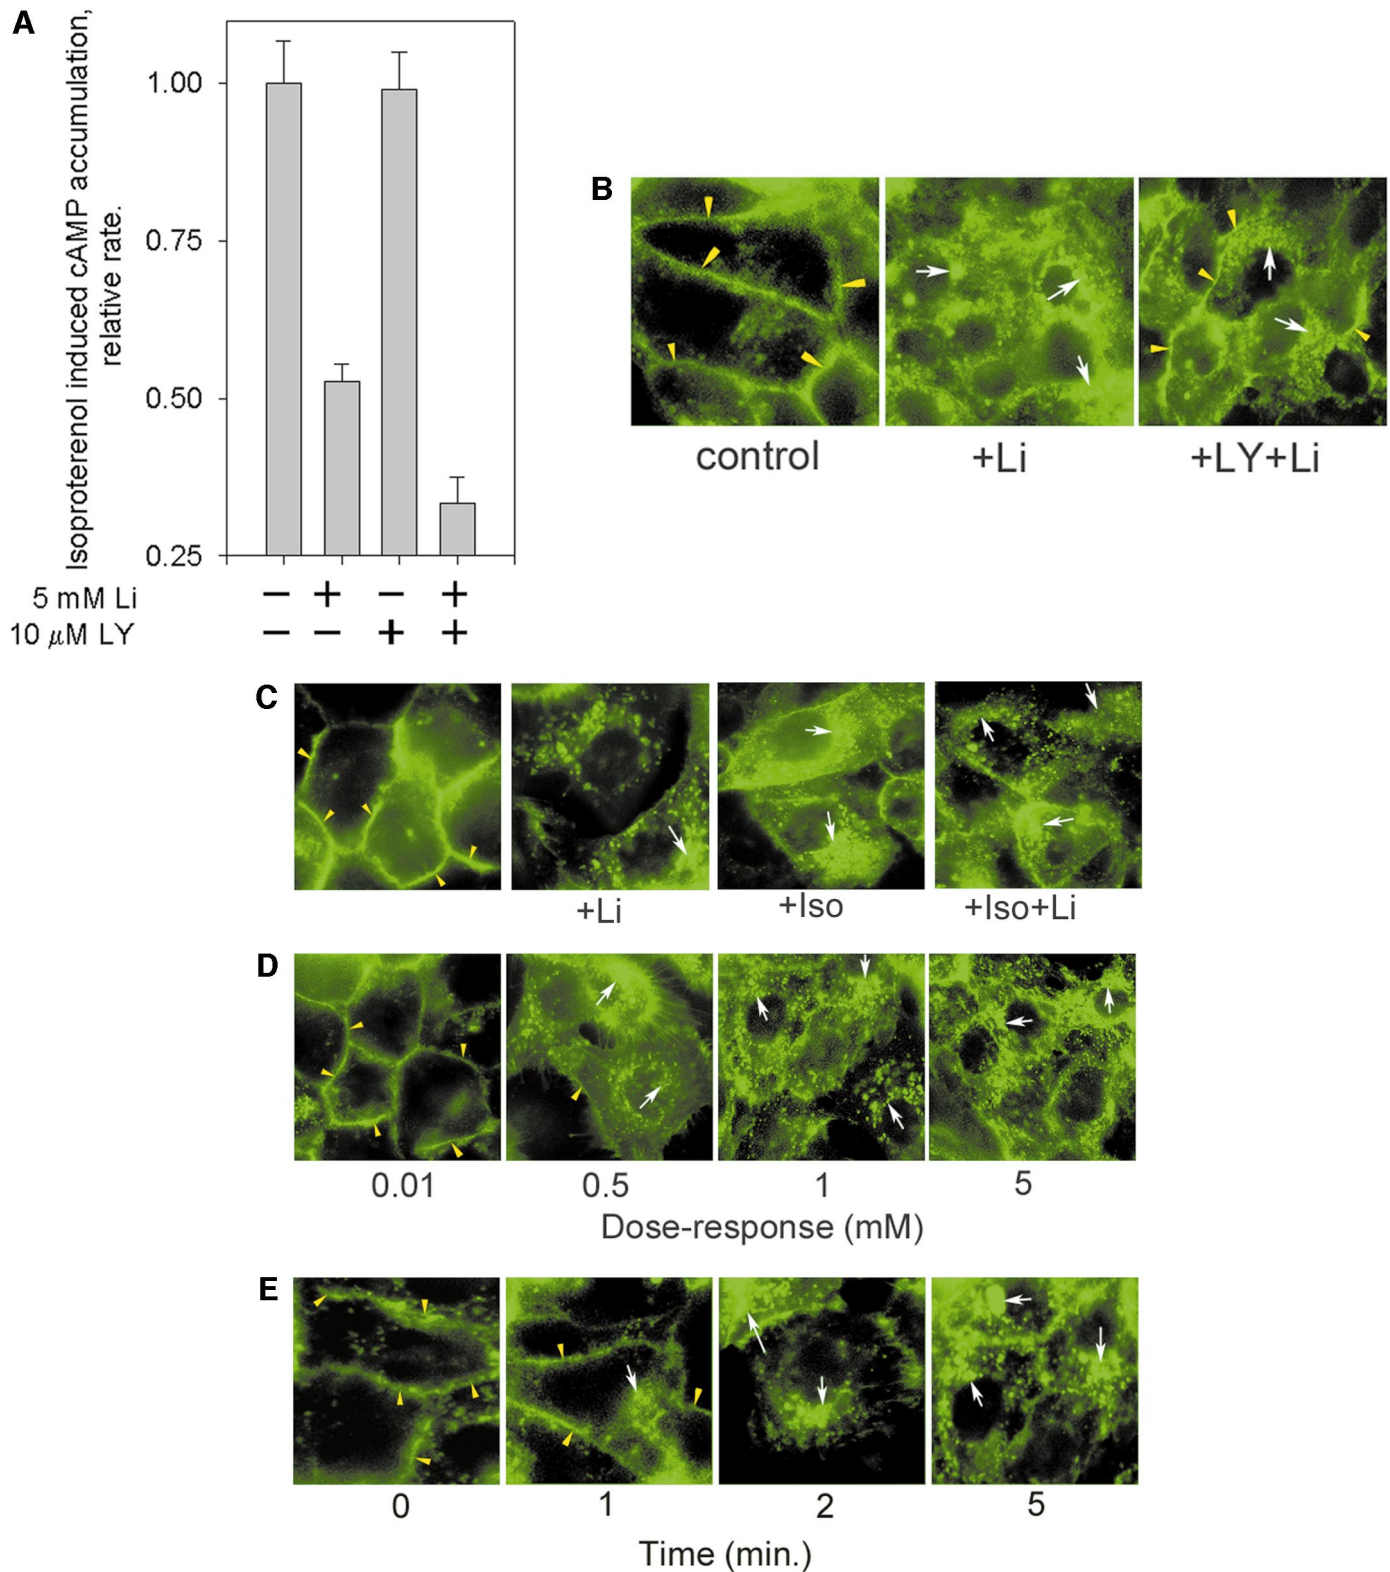 A
Isoproterenol induced cAMP accumulation,
relative rate.
1.00
0.75
0.50
0.25
5 mM Li − + − +
10 μM LY − − + +
B
control +Li +LY+Li
C
+Li +Iso +Iso+Li
D
0.01 0.5 1 5
Dose-response (mM)
E
0 1 2 5
Time (min.)